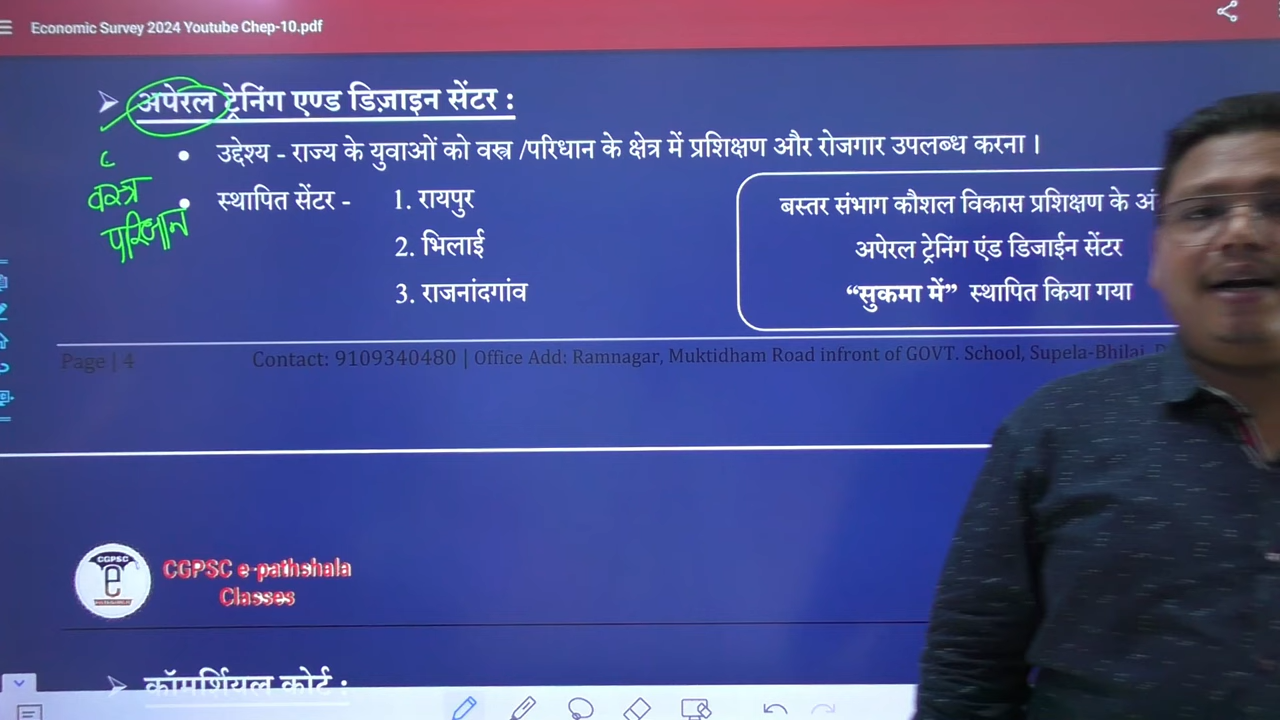 Economic Survey 2024 Youtube Chep-10.pdf
➤ अपेरल ट्रेनिंग एण्ड डिज़ाइन सेंटर :
• उद्देश्य - राज्य के युवाओं को वस्त्र /परिधान के क्षेत्र में प्रशिक्षण और रोजगार उपलब्ध करना ।
वस्त्र
परिधान
• स्थापित सेंटर - 1. रायपुर
2. भिलाई
3. राजनांदगांव
बस्तर संभाग कौशल विकास प्रशिक्षण के अं
अपेरल ट्रेनिंग एंड डिजाईन सेंटर
“सुकमा में” स्थापित किया गया
Page | 4 Contact: 9109340480 | Office Add: Ramnagar, Muktidham Road infront of GOVT. School, Supela-Bhilai, D
CGPSC
e
CGPSC e-pathshala
Classes
➤ कॉमर्शियल कोर्ट :